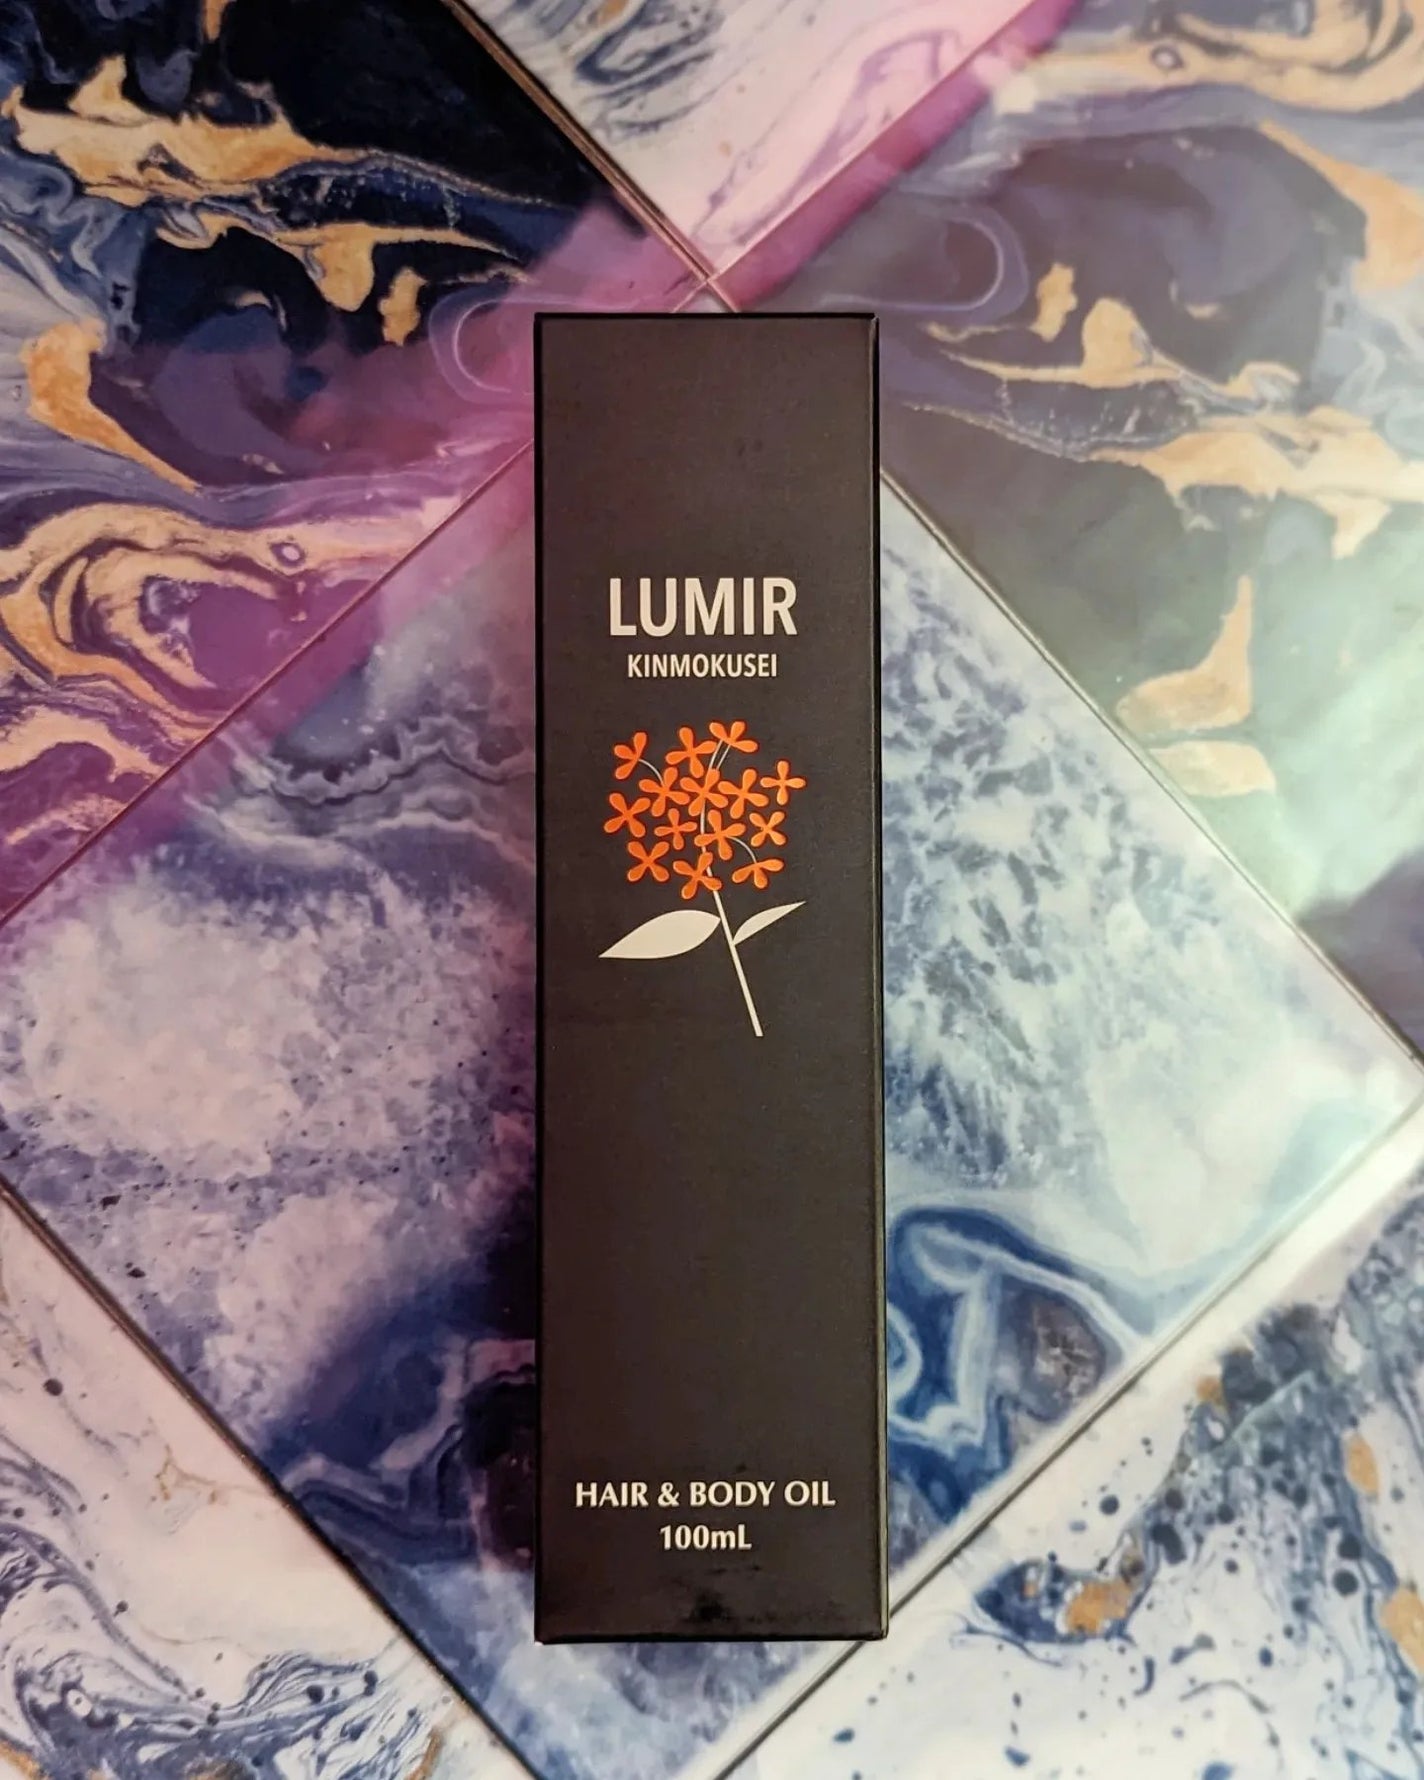 LUMIR
KINMOKUSEI
HAIR & BODY OIL
100mL